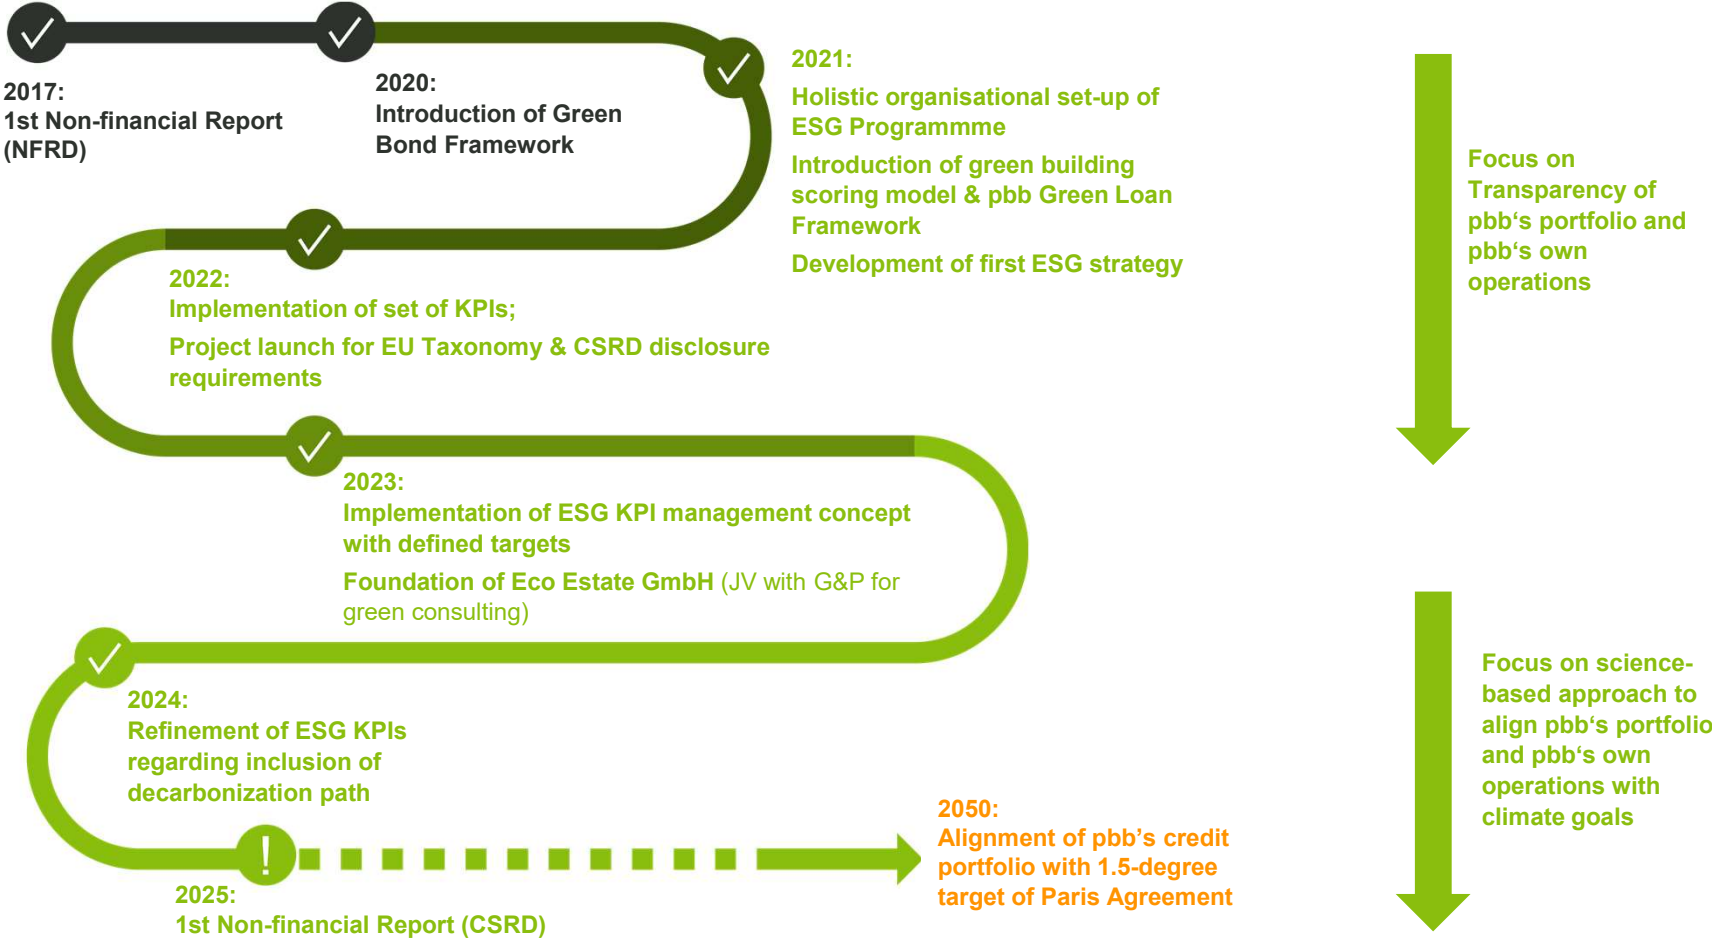 2017:
1st Non-financial Report
(NFRD)
2020:
Introduction of Green
Bond Framework
2021:
Holistic organisational set-up of
ESG Programmme
Introduction of green building
scoring model & pbb Green Loan
Framework
Development of first ESG strategy
Focus on
Transparency of
pbb‘s portfolio and
pbb‘s own
operations
2022:
Implementation of set of KPIs;
Project launch for EU Taxonomy & CSRD disclosure
requirements
2023:
Implementation of ESG KPI management concept
with defined targets
Foundation of Eco Estate GmbH (JV with G&P for
green consulting)
2024:
Refinement of ESG KPIs
regarding inclusion of
decarbonization path
Focus on science-
based approach to
align pbb‘s portfolio
and pbb‘s own
operations with
climate goals
!
2025:
1st Non-financial Report (CSRD)
2050:
Alignment of pbb’s credit
portfolio with 1.5-degree
target of Paris Agreement